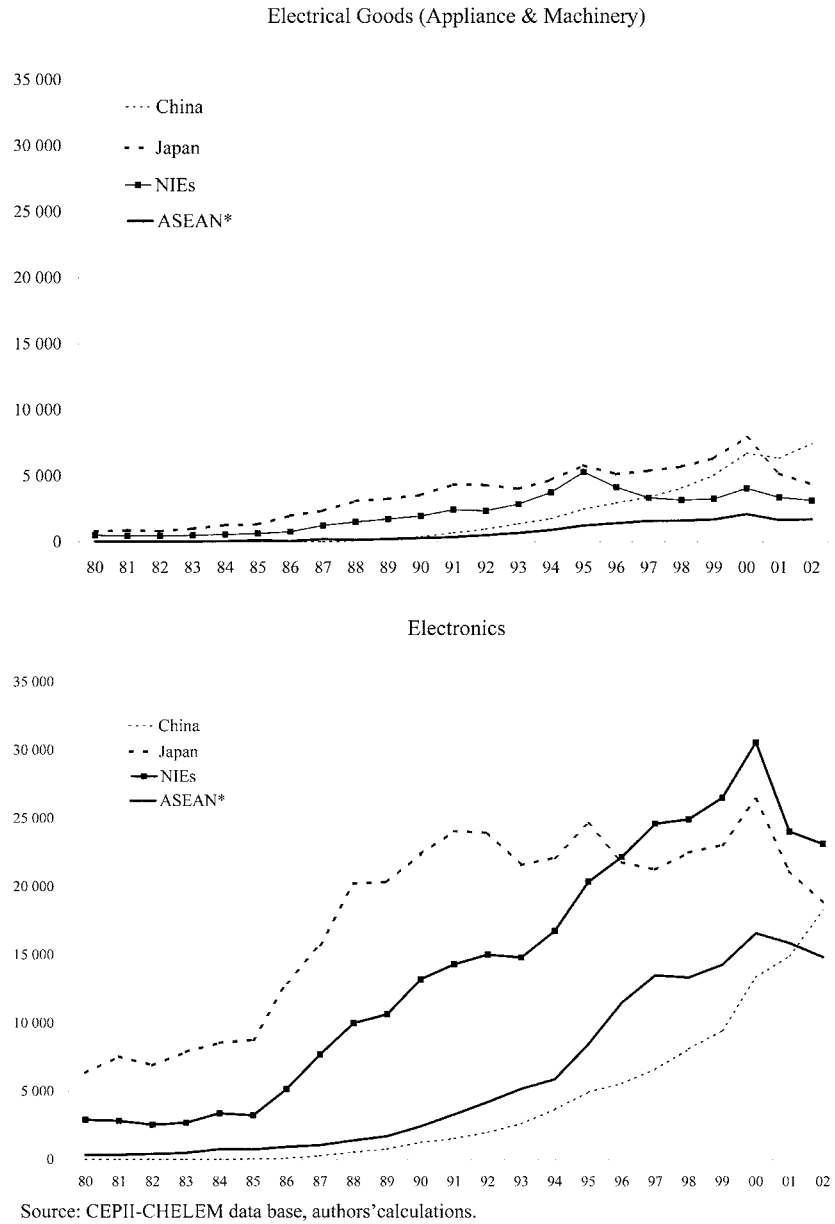 Electrical Goods (Appliance & Machinery)
35 000
30 000
25 000
20 000
15 000
10 000
5 000
0
China
Japan
NIEs
ASEAN*
80 81 82 83 84 85 86 87 88 89 90 91 92 93 94 95 96 97 98 99 00 01 02
Electronics
35 000
30 000
25 000
20 000
15 000
10 000
5 000
0
China
Japan
NIEs
ASEAN*
80 81 82 83 84 85 86 87 88 89 90 91 92 93 94 95 96 97 98 99 00 01 02
Source: CEPII-CHELEM data base, authors'calculations.